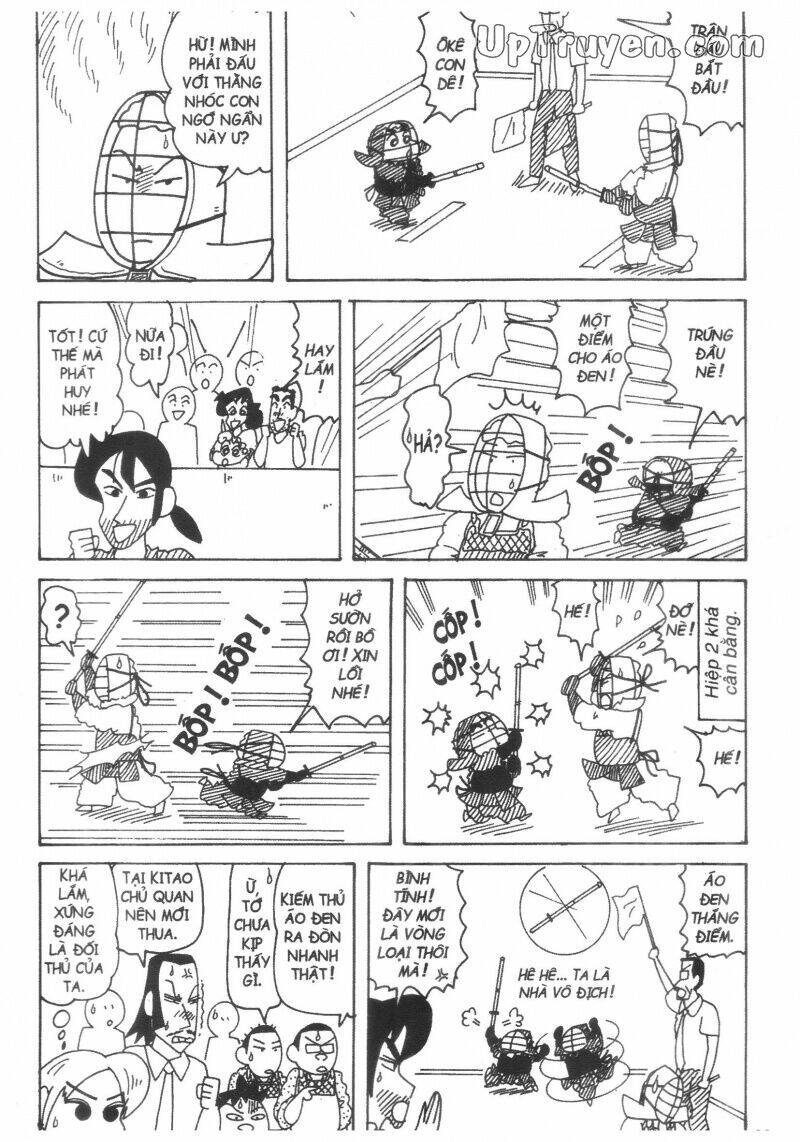 UpTruyen.com
HỪ! MÌNH
PHẢI ĐẤU
VỚI THẰNG
NHÓC CON
NGỚ NGẨN
NÀY Ư?
ÔKÊ
CON
DÊ!
TRẬN
ĐẤU
BẮT
ĐẦU!
TỐT! CỨ
THẾ MÀ
PHÁT
HUY
NHÉ!
NỮA
ĐI!
HAY
LẮM!
MỘT
ĐIỂM
CHO ÁO
ĐEN!
TRÚNG
ĐẦU
NÈ!
HẢ?
BỐP!
?
BỐP! BỐP!
HỞ
SƯỜN
RỒI BỒ
ƠI! XIN
LỖI
NHÉ!
CỐP!
CỐP!
HẾ!
ĐỠ
NÈ!
Hiệp 2 khá
cân bằng.
HẾ!
KHÁ
LẮM,
XỨNG
ĐÁNG
LÀ ĐỐI
THỦ CỦA
TA.
TẠI KITAO
CHỦ QUAN
NÊN MỚI
THUA.
Ừ,
TỚ
CHƯA
KỊP
THẤY
GÌ.
KIẾM THỦ
ÁO ĐEN
RA ĐÒN
NHANH
THẬT!
BÌNH
TĨNH!
ĐÂY MỚI
LÀ VÒNG
LOẠI THÔI
MÀ!
HÊ HÊ... TA LÀ
NHÀ VÔ ĐỊCH!
ÁO
ĐEN
THẮNG
ĐIỂM.